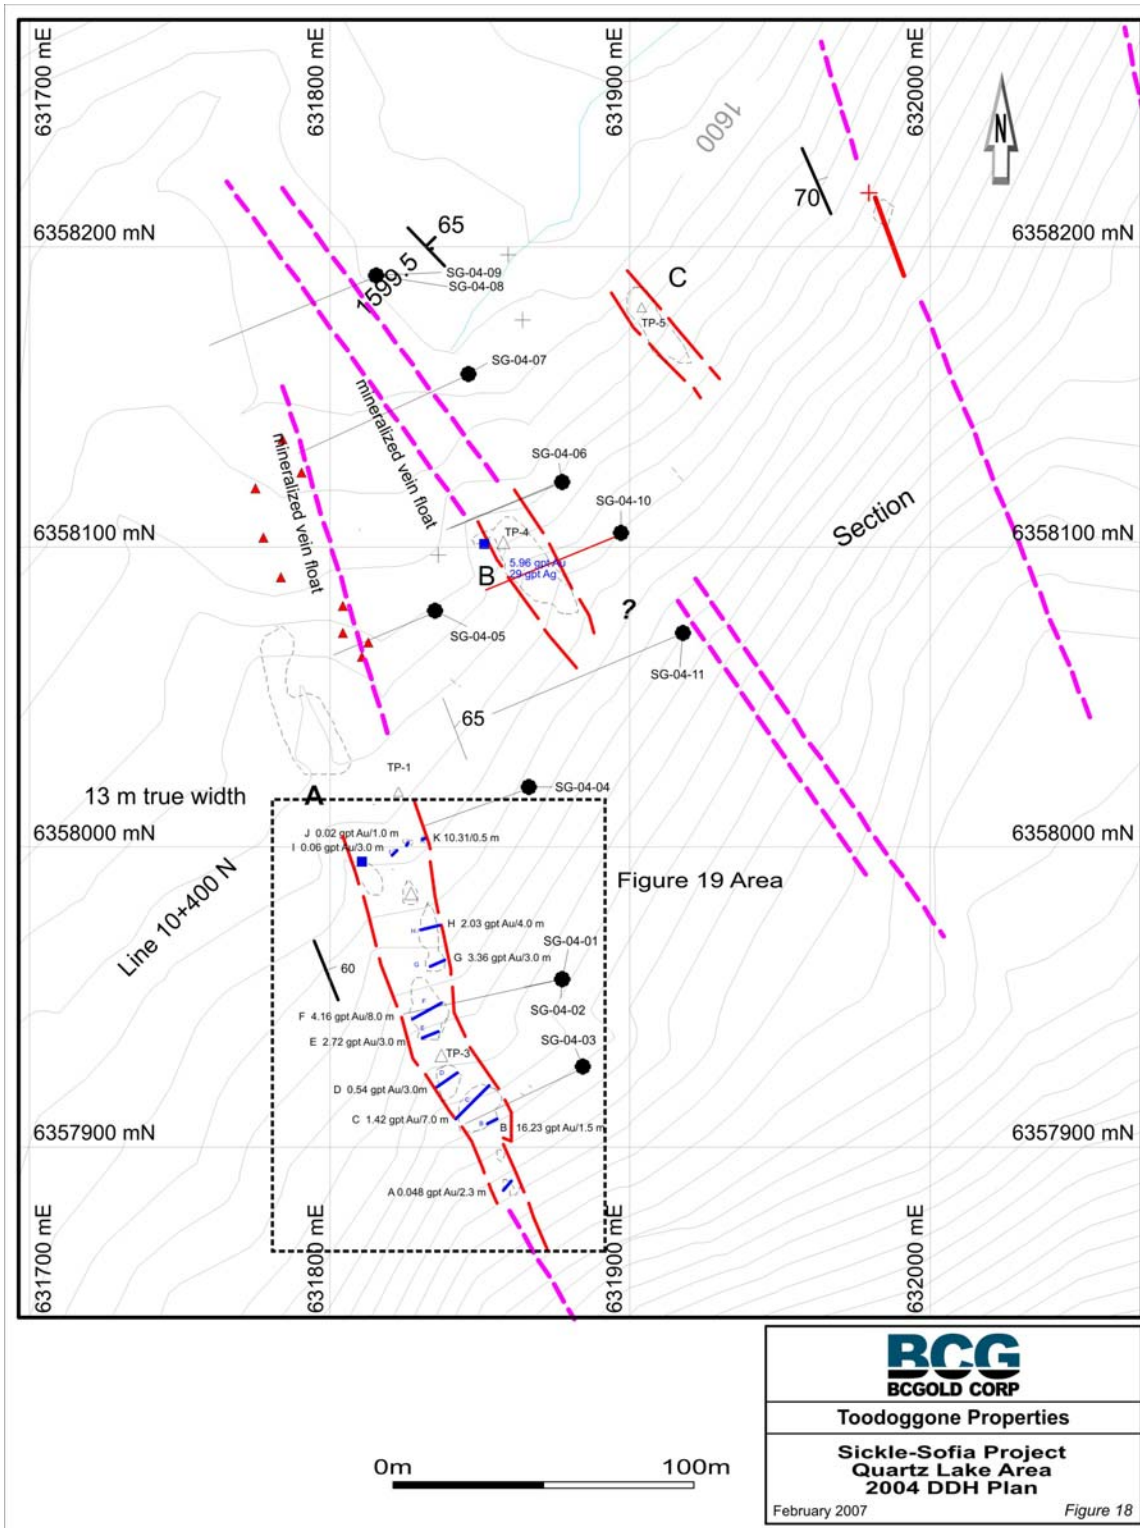 6317700 mE
6318800 mE
6319900 mE
6320000 mE
1600
N
70
65
6358200 mN
6358200 mN
SG-04-09
SG-04-08
1599.5
C
TP-5
SG-04-07
mineralized vein float
mineralized vein float
SG-04-06
SG-04-10
Section
6358100 mN
6358100 mN
TP-4
5.96 gpt Au
29 gpt Ag
B
?
SG-04-05
SG-04-11
65
TP-1
13 m true width
A
SG-04-04
6358000 mN
6358000 mN
J 0.02 gpt Au/1.0 m
K 10.31/0.5 m
I 0.06 gpt Au/3.0 m
Figure 19 Area
Line 10+400 N
H
H 2.03 gpt Au/4.0 m
SG-04-01
60
G
G 3.36 gpt Au/3.0 m
F
SG-04-02
F 4.16 gpt Au/8.0 m
E
E 2.72 gpt Au/3.0m
SG-04-03
TP-3
D
D 0.54 gpt Au/3.0m
C
C 1.42 gpt Au/7.0 m
B
B 16.23 gpt Au/1.5 m
6357900 mN
6357900 mN
A 0.048 gpt Au/2.3 m
631700 mE
631800 mE
631900 mE
632000 mE
BCG
BCGOLD CORP
Toodoggone Properties
Sickle-Sofia Project
Quartz Lake Area
2004 DDH Plan
0m
100m
February 2007
Figure 18